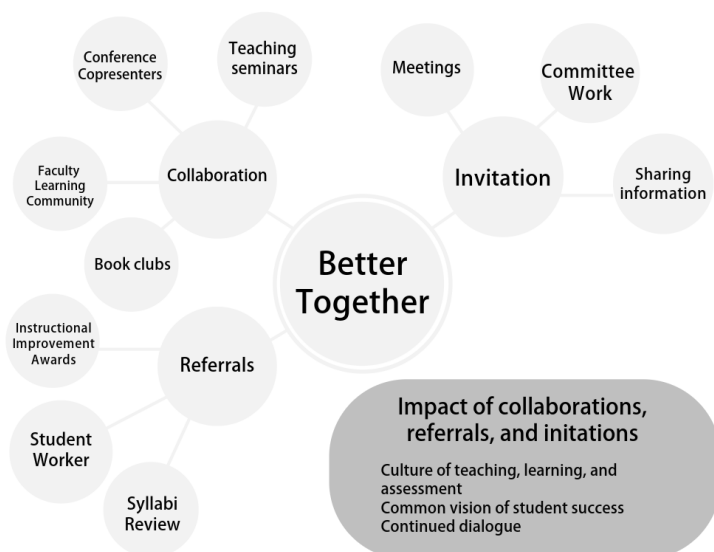 Conference
Copresenters
Teaching
seminars
Meetings
Committee
Work
Faculty
Learning
Community
Collaboration
Invitation
Sharing
information
Book clubs
Better
Together
Instructional
Improvement
Awards
Referrals
Student
Worker
Syllabi
Review
Impact of collaborations,
referrals, and initations
Culture of teaching, learning, and
assessment
Common vision of student success
Continued dialogue